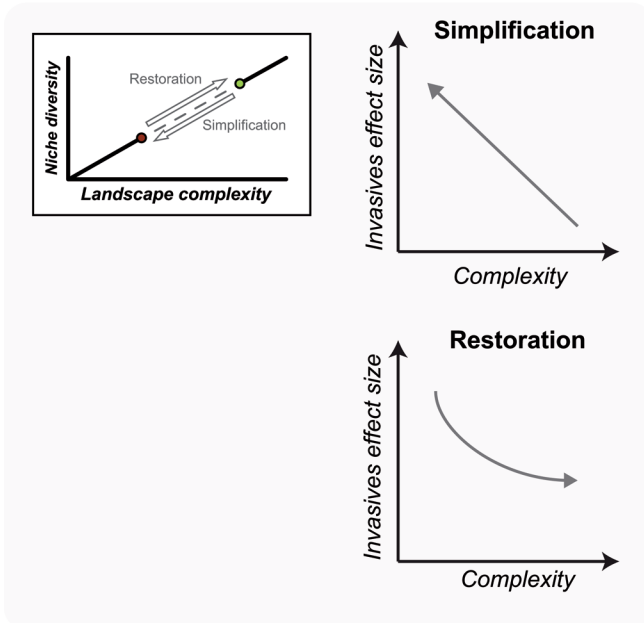 Restoration
Simplification
Niche diversity
Landscape complexity
Simplification
Invasives effect size
Complexity
Restoration
Invasives effect size
Complexity